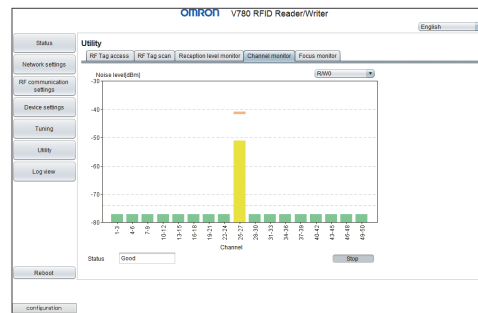 OMRON V780 RFID Reader/Writer
English
Status
Network settings
RF communication
settings
Device settings
Tuning
Utility
Log view
Reboot
configuration
Utility
RF Tag access RF Tag scan Reception level monitor Channel monitor Focus monitor
Noise level[dBm]
R/W0
-30
-40
-50
-60
-70
-80
1-3 4-6 7-9 10-12 13-15 16-18 19-21 22-24 25-27 28-30 31-33 34-36 37-39 40-42 43-45 46-48 49-50
Channel
Status Good Stop